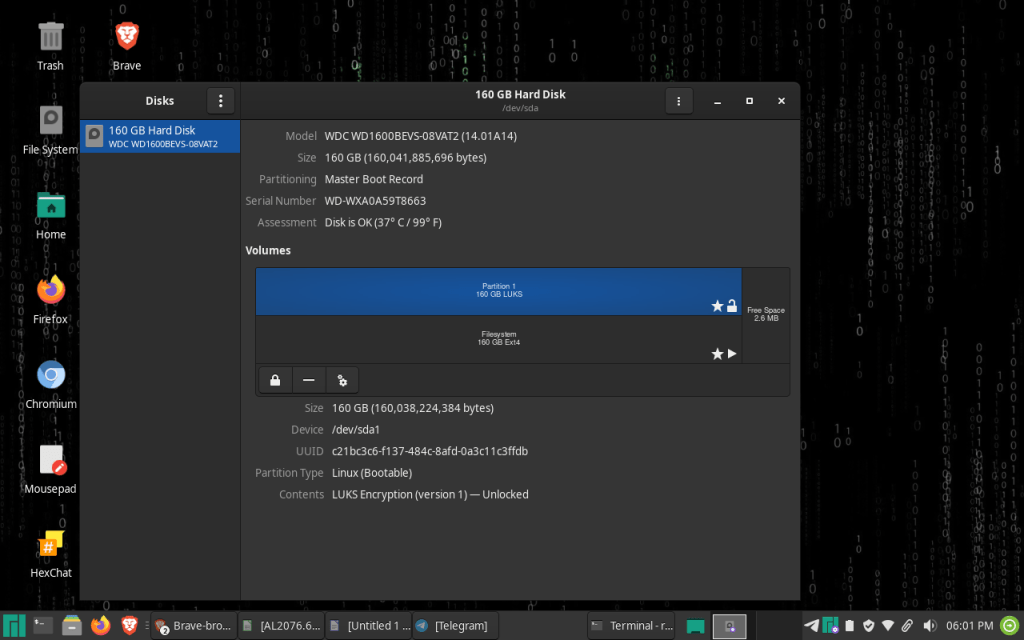 Trash
Brave
File System
Home
Firefox
Chromium
Mousepad
HexChat
Disks
160 GB Hard Disk
/dev/sda
160 GB Hard Disk
WDC WD1600BEVS-08VAT2
Model WDC WD1600BEVS-08VAT2 (14.01A14)
Size 160 GB (160,041,885,696 bytes)
Partitioning Master Boot Record
Serial Number WD-WXA0A59T8663
Assessment Disk is OK (37° C / 99° F)
Volumes
Partition 1
160 GB LUKS
Filesystem
160 GB Ext4
Free Space
2.6 MB
Size 160 GB (160,038,224,384 bytes)
Device /dev/sda1
UUID c21bc3c6-f137-484c-8afd-0a3c11c3ffdb
Partition Type Linux (Bootable)
Contents LUKS Encryption (version 1) — Unlocked
Brave-bro... [AL2076.6... [Untitled 1 ... [Telegram] Terminal - r... 06:01 PM